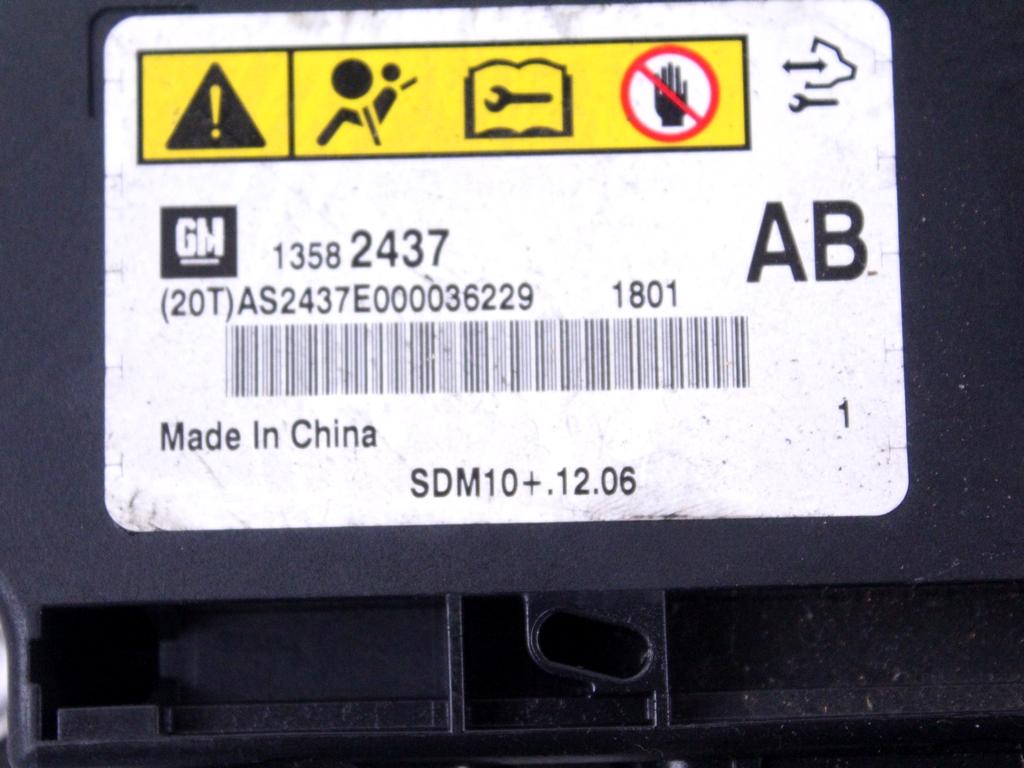 GM 1358 2437 AB
(20T)AS2437E000036229 1801
Made In China 1
SDM10+.12.06